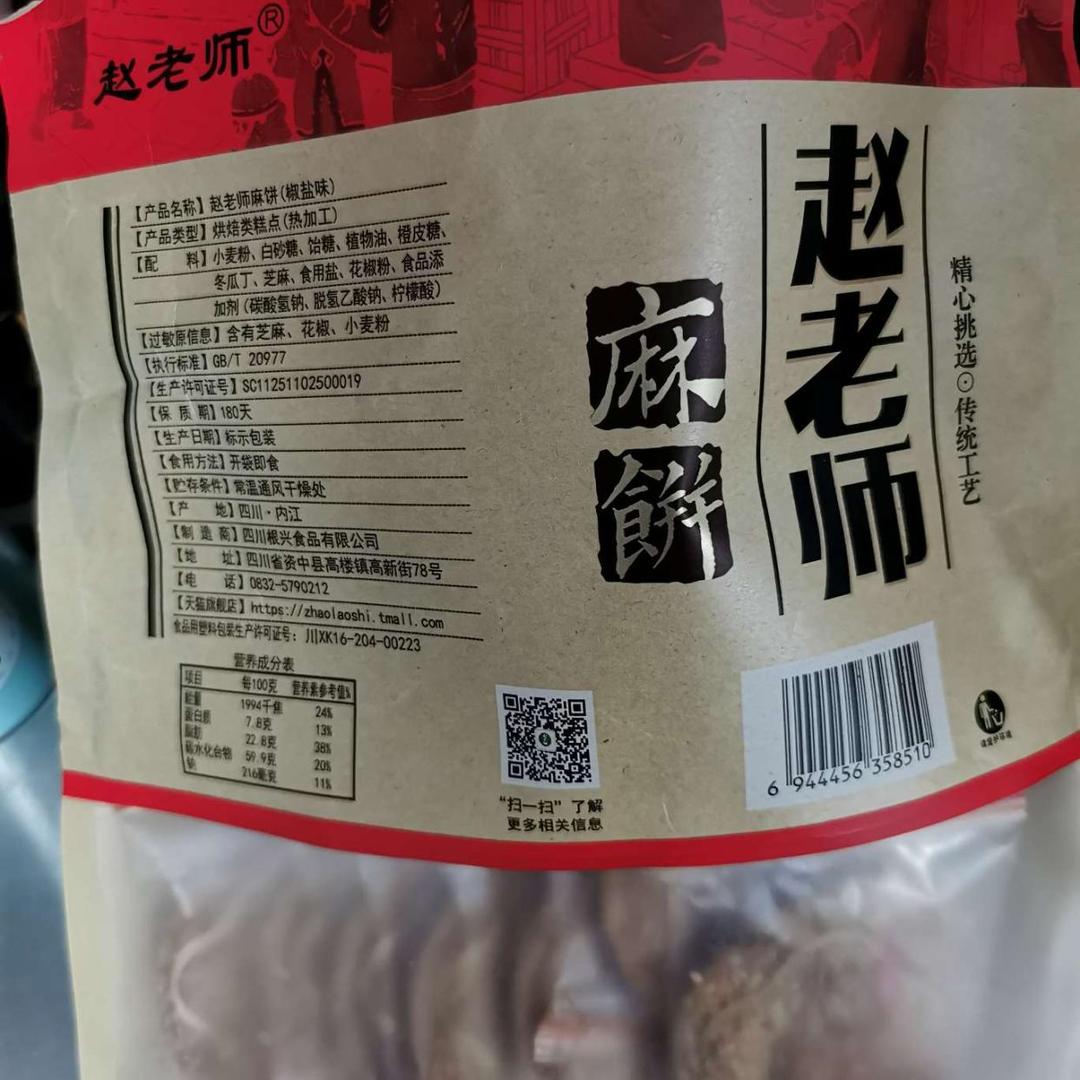 赵老师®
【产品名称】赵老师麻饼(椒盐味)
【产品类型】烘焙类糕点(热加工)
【配 料】小麦粉、白砂糖、饴糖、植物油、橙皮糖、
冬瓜丁、芝麻、食用盐、花椒粉、食品添
加剂(碳酸氢钠、脱氢乙酸钠、柠檬酸)
【过敏原信息】含有芝麻、花椒、小麦粉
【执行标准】GB/T 20977
【生产许可证号】SC11251102500019
【保 质 期】180天
【生产日期】标示包装
【食用方法】开袋即食
【贮存条件】常温通风干燥处
【产 地】四川·内江
【制 造 商】四川根兴食品有限公司
【地 址】四川省资中县高楼镇高新街78号
【电 话】0832-5790212
【天猫旗舰店】https://zhaolaoshi.tmall.com
食品用塑料包装生产许可证号：川XK16-204-00223
营养成分表
项目 每100克 营养素参考值%
能量 1994千焦 24%
蛋白质 7.8克 13%
脂肪 22.8克 38%
碳水化合物 59.9克 20%
钠 216毫克 11%
“扫一扫”了解
更多相关信息
麻餅
赵老师
精心挑选⊙传统工艺
6 944456 358510
请爱护环境